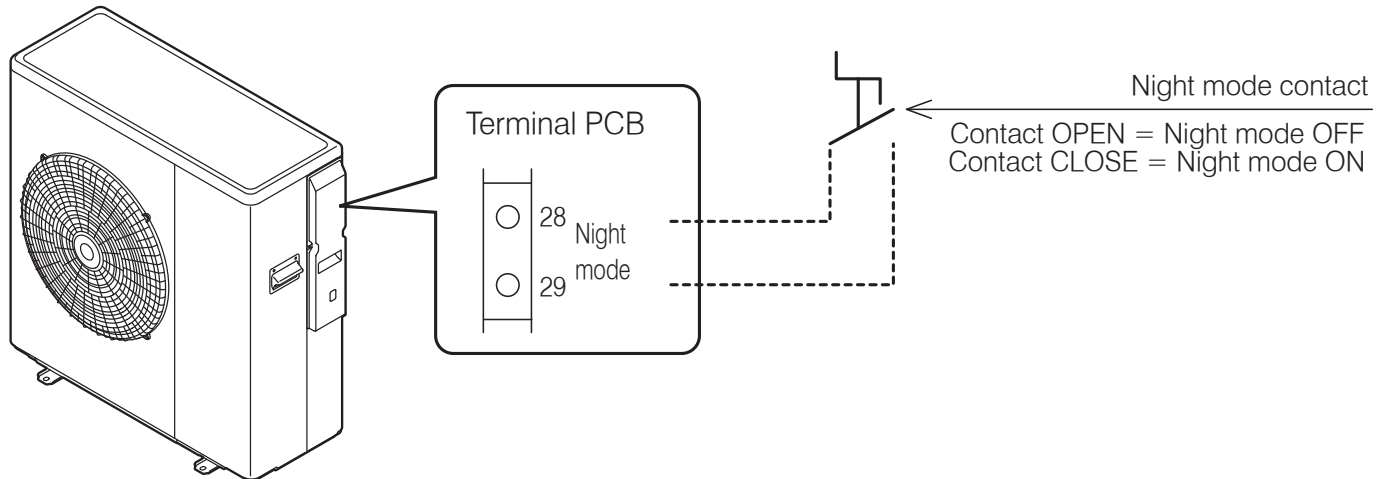 Terminal PCB
28
Night
mode
29
Night mode contact
Contact OPEN = Night mode OFF
Contact CLOSE = Night mode ON